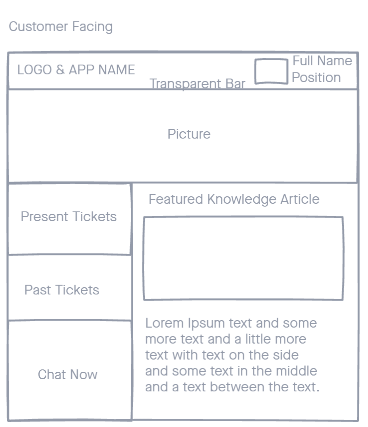 Customer Facing
LOGO & APP NAME
Transparent Bar
Full Name
Position
Picture
Present Tickets
Past Tickets
Chat Now
Featured Knowledge Article
Lorem Ipsum text and some
more text and a little more
text with text on the side
and some text in the middle
and a text between the text.